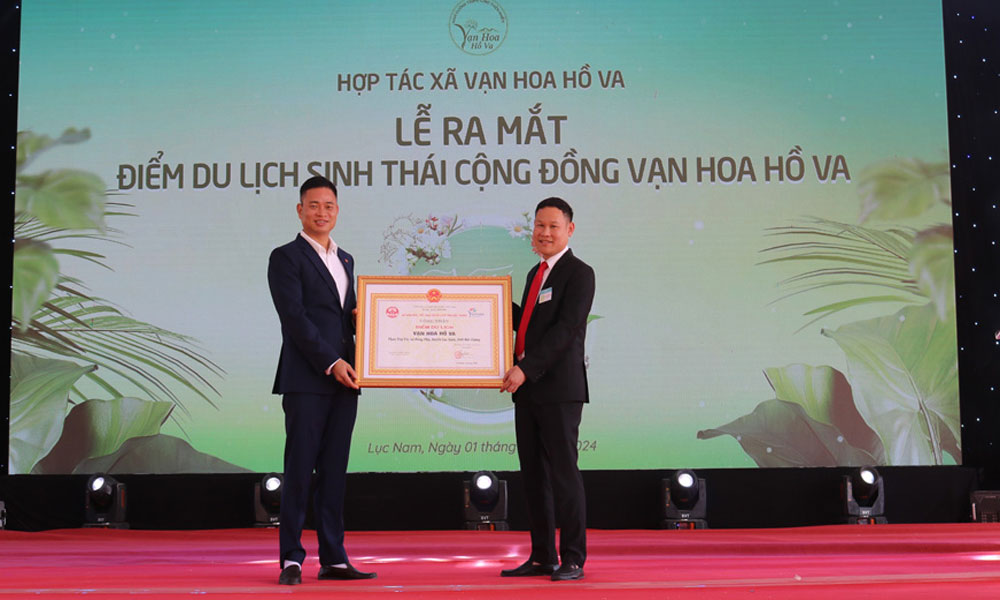 Vạn Hoa
Hồ Va
HỢP TÁC XÃ VẠN HOA HỒ VA
LỄ RA MẮT
ĐIỂM DU LỊCH SINH THÁI CỘNG ĐỒNG VẠN HOA HỒ VA
ĐIỂM DU LỊCH
VẠN HOA HỒ VA
Lục Nam, Ngày 01 tháng 2024